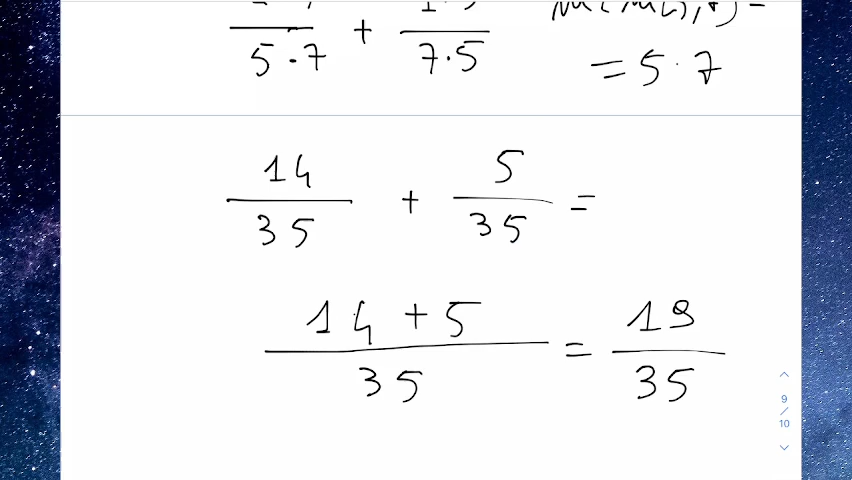 5·7 + 7·5
= 5·7
14/35 + 5/35 =
14 + 5/35 = 19/35
9
/
10